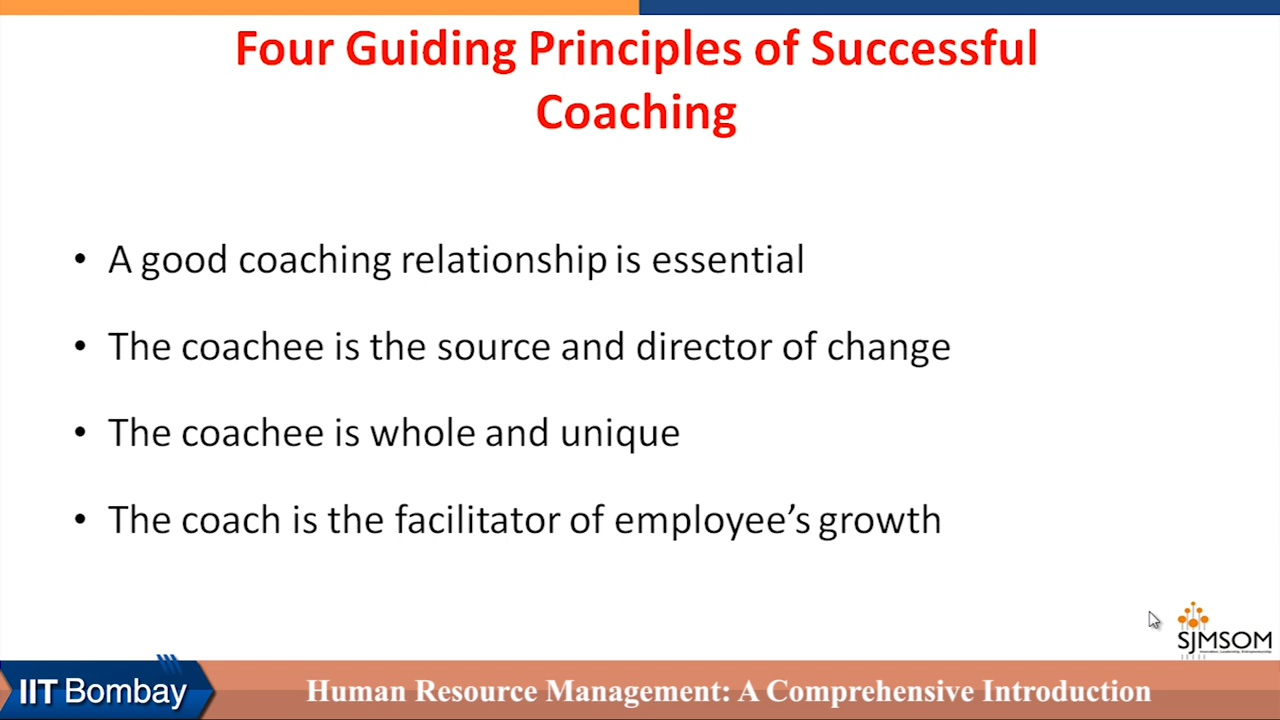 Four Guiding Principles of Successful
Coaching
• A good coaching relationship is essential
• The coachee is the source and director of change
• The coachee is whole and unique
• The coach is the facilitator of employee’s growth
SJMSOM
IIT Bombay
Human Resource Management: A Comprehensive Introduction